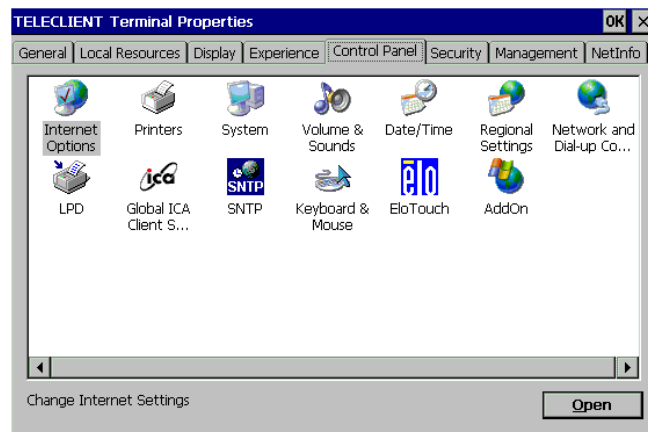 TELECLIENT Terminal Properties OK ×
General Local Resources Display Experience Control Panel Security Management NetInfo
Internet Options Printers System Volume & Sounds Date/Time Regional Settings Network and Dial-up Co...
ica SNTP elo
LPD Global ICA Client S... SNTP Keyboard & Mouse EloTouch AddOn
Change Internet Settings Open